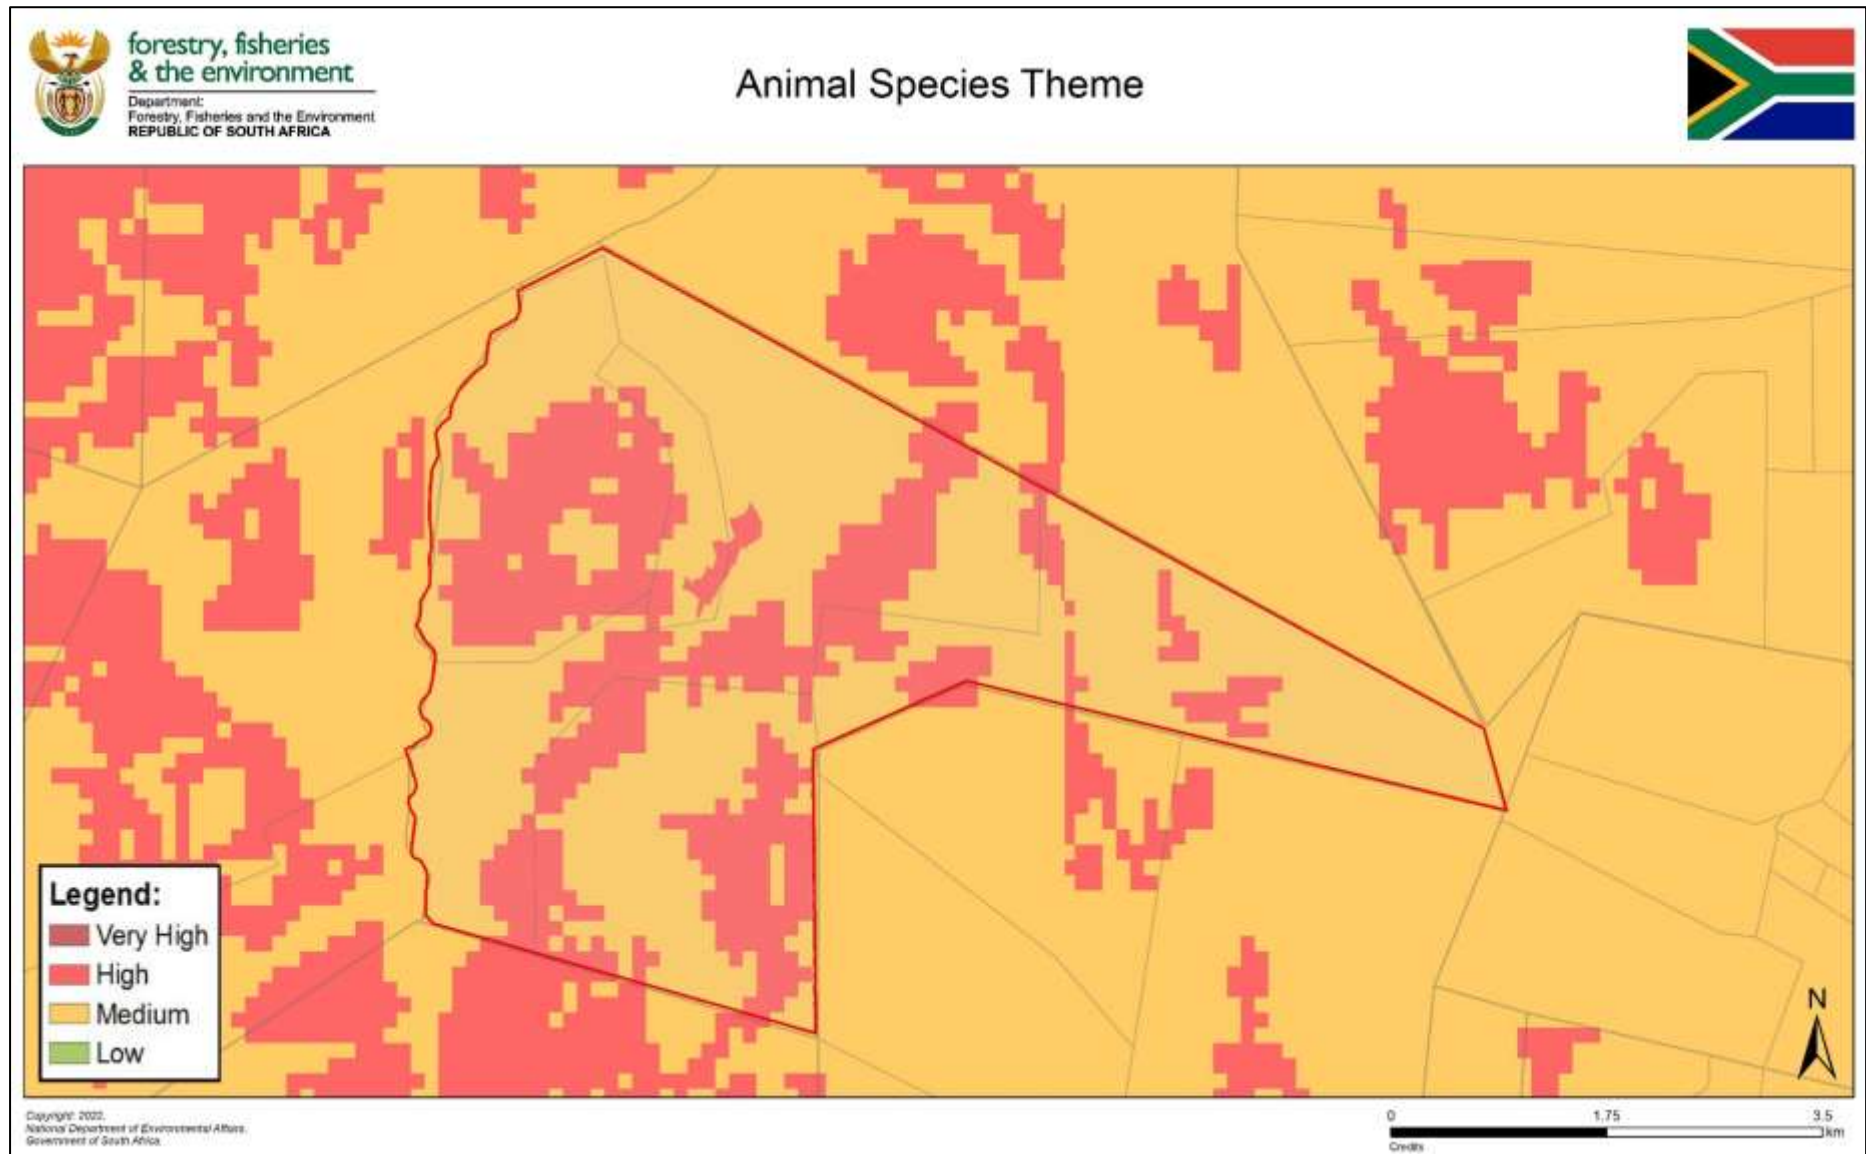 forestry, fisheries
& the environment
Department:
Forestry, Fisheries and the Environment
REPUBLIC OF SOUTH AFRICA
Animal Species Theme
Legend:
Very High
High
Medium
Low
N
Copyright: 2022,
National Department of Environmental Affairs,
Government of South Africa.
0 1.75 3.5
km
Credits